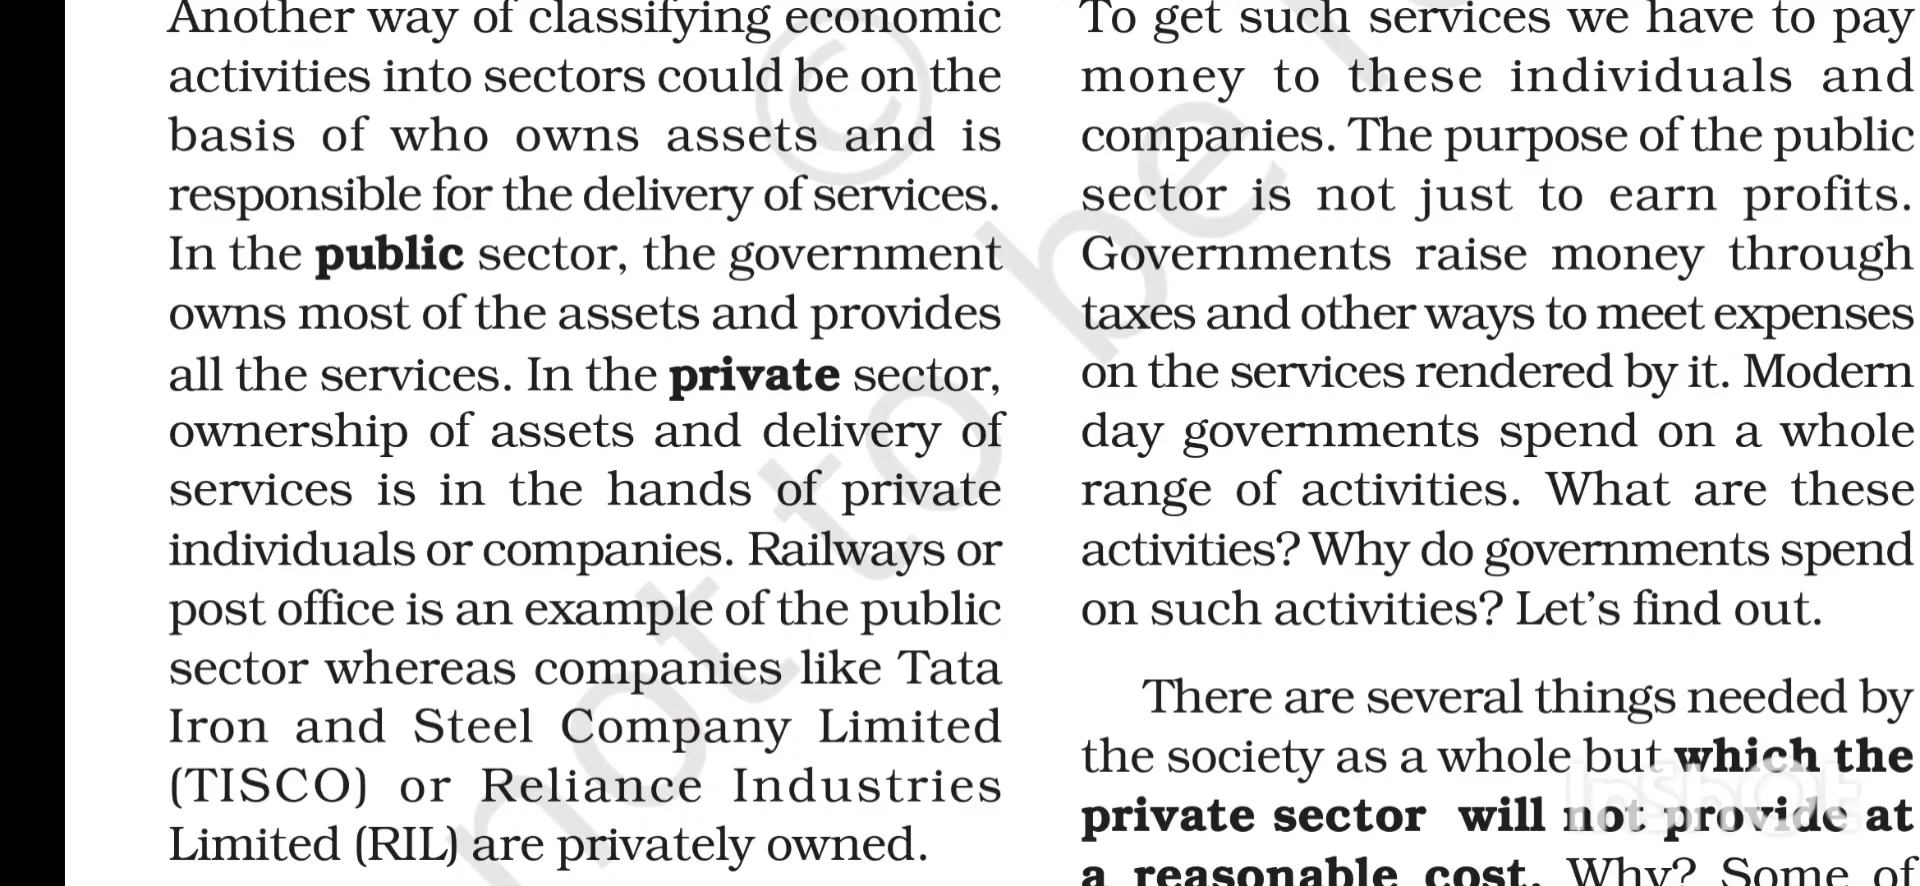 Another way of classifying economic
activities into sectors could be on the
basis of who owns assets and is
responsible for the delivery of services.
In the public sector, the government
owns most of the assets and provides
all the services. In the private sector,
ownership of assets and delivery of
services is in the hands of private
individuals or companies. Railways or
post office is an example of the public
sector whereas companies like Tata
Iron and Steel Company Limited
(TISCO) or Reliance Industries
Limited (RIL) are privately owned.
To get such services we have to pay
money to these individuals and
companies. The purpose of the public
sector is not just to earn profits.
Governments raise money through
taxes and other ways to meet expenses
on the services rendered by it. Modern
day governments spend on a whole
range of activities. What are these
activities? Why do governments spend
on such activities? Let's find out.
There are several things needed by
the society as a whole but which the
private sector will not provide at
a reasonable cost. Why? Some of
© not to be
InShOt